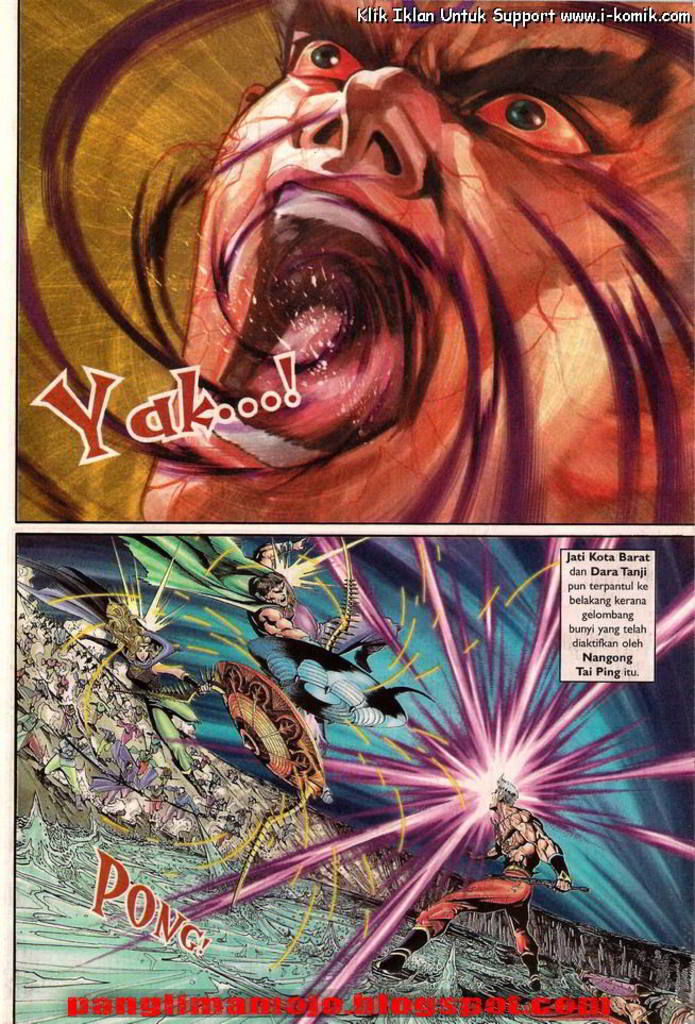 Klik Iklan Untuk Support www.i-komik.com
Yak...!
Jati Kota Barat
dan Dara Tanji
pun terpantul ke
belakang kerana
gelombang
bunyi yang telah
diaktifkan oleh
Nangong
Tai Ping itu.
PONG!
panglimamojo.blogspot.com